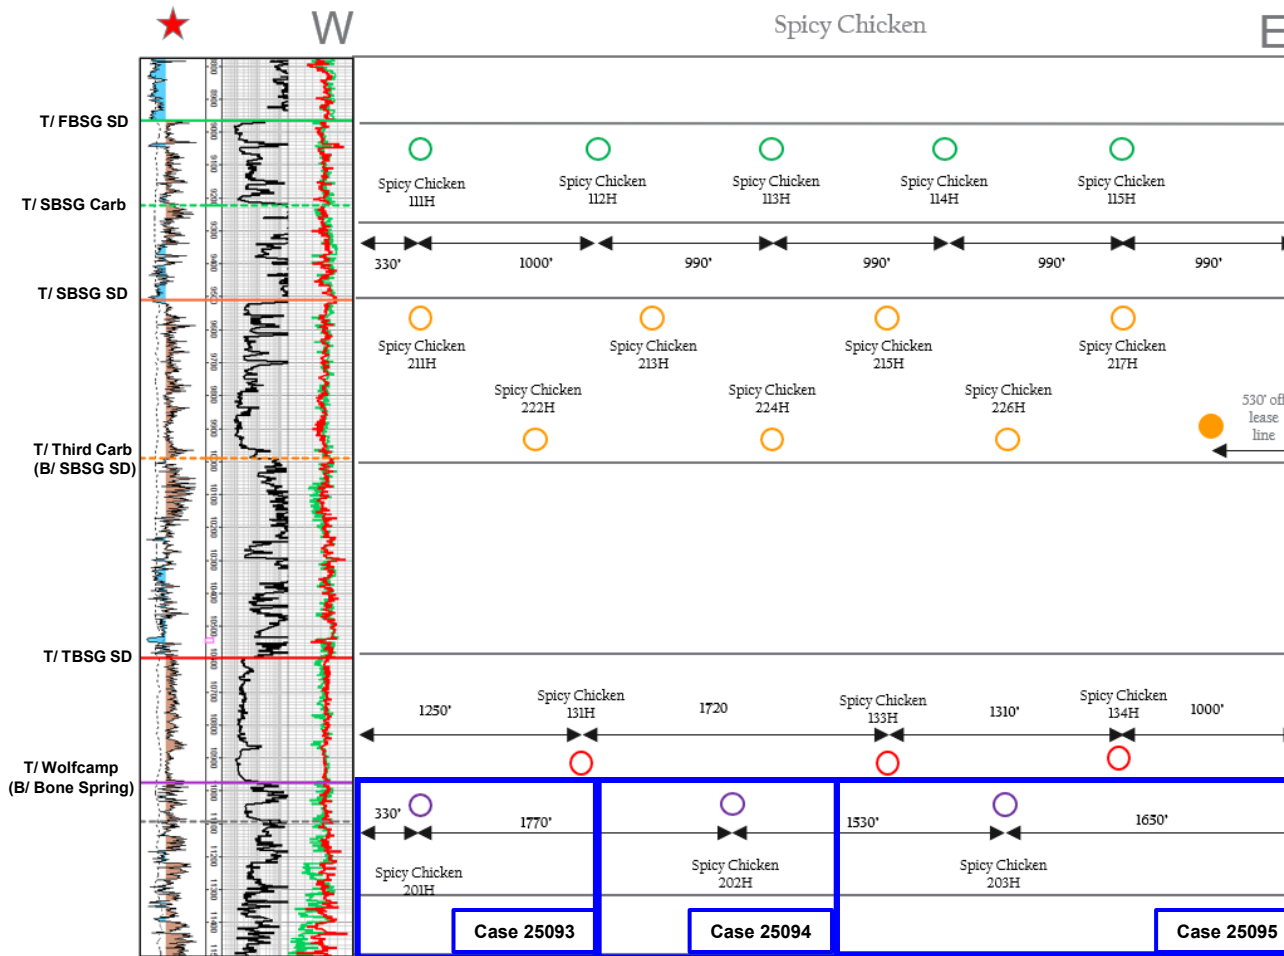 W
Spicy Chicken
E
T/ FBSG SD
Spicy Chicken
111H
Spicy Chicken
112H
Spicy Chicken
113H
Spicy Chicken
114H
Spicy Chicken
115H
T/ SBSG Carb
330'
1000'
990'
990'
990'
990'
T/ SBSG SD
Spicy Chicken
211H
Spicy Chicken
213H
Spicy Chicken
215H
Spicy Chicken
217H
Spicy Chicken
222H
Spicy Chicken
224H
Spicy Chicken
226H
530' off
lease
line
T/ Third Carb
(B/ SBSG SD)
T/ TBSG SD
1250'
Spicy Chicken
131H
1720
Spicy Chicken
133H
1310'
Spicy Chicken
134H
1000'
T/ Wolfcamp
(B/ Bone Spring)
330'
1770'
1530'
1650'
Spicy Chicken
201H
Spicy Chicken
202H
Spicy Chicken
203H
Case 25093
Case 25094
Case 25095